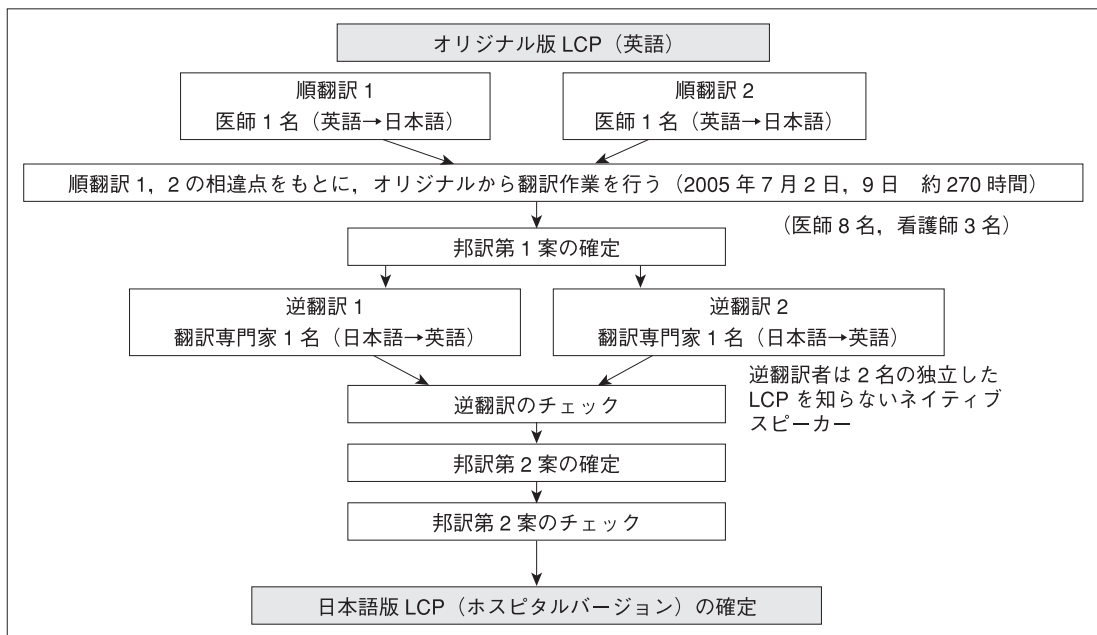 オリジナル版 LCP（英語）
順翻訳 1
医師 1 名（英語→日本語）
順翻訳 2
医師 1 名（英語→日本語）
順翻訳 1，2 の相違点をもとに，オリジナルから翻訳作業を行う（2005 年 7 月 2 日，9 日　約 270 時間）
（医師 8 名，看護師 3 名）
邦訳第 1 案の確定
逆翻訳 1
翻訳専門家 1 名（日本語→英語）
逆翻訳 2
翻訳専門家 1 名（日本語→英語）
逆翻訳者は 2 名の独立した
LCP を知らないネイティブ
スピーカー
逆翻訳のチェック
邦訳第 2 案の確定
邦訳第 2 案のチェック
日本語版 LCP（ホスピタルバージョン）の確定